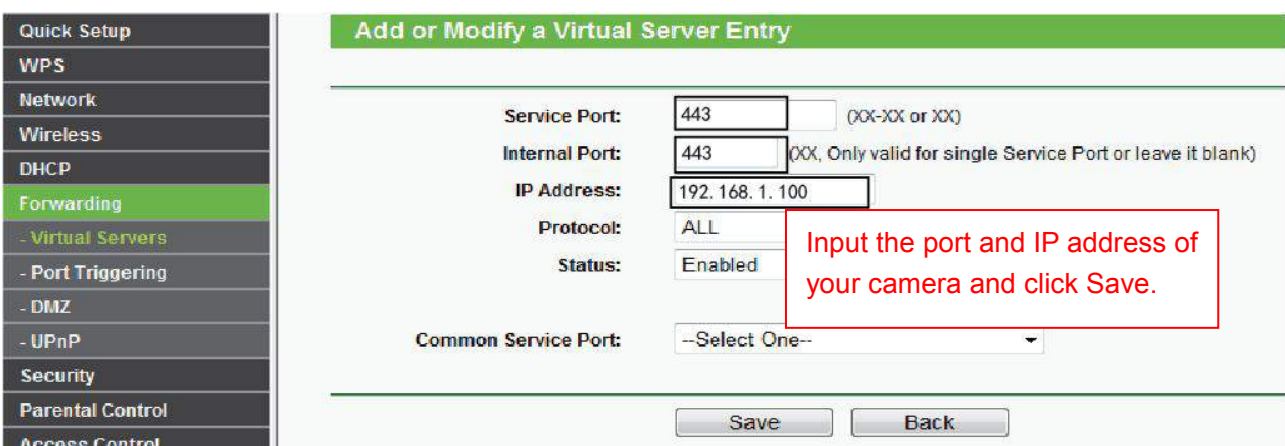 Quick Setup
WPS
Network
Wireless
DHCP
Forwarding
- Virtual Servers
- Port Triggering
- DMZ
- UPnP
Security
Parental Control
Access Control
Add or Modify a Virtual Server Entry
Service Port: 443 (XX-XX or XX)
Internal Port: 443 (XX, Only valid for single Service Port or leave it blank)
IP Address: 192. 168. 1. 100
Protocol: ALL
Status: Enabled
Input the port and IP address of
your camera and click Save.
Common Service Port: --Select One--
Save Back